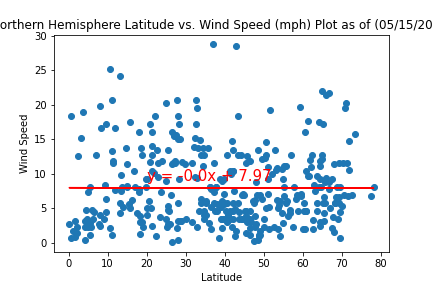 orthern Hemisphere Latitude vs. Wind Speed (mph) Plot as of (05/15/20
30
25
20
15
10
5
0
Wind Speed
y = -0.0x + 7.97
0 10 20 30 40 50 60 70 80
Latitude